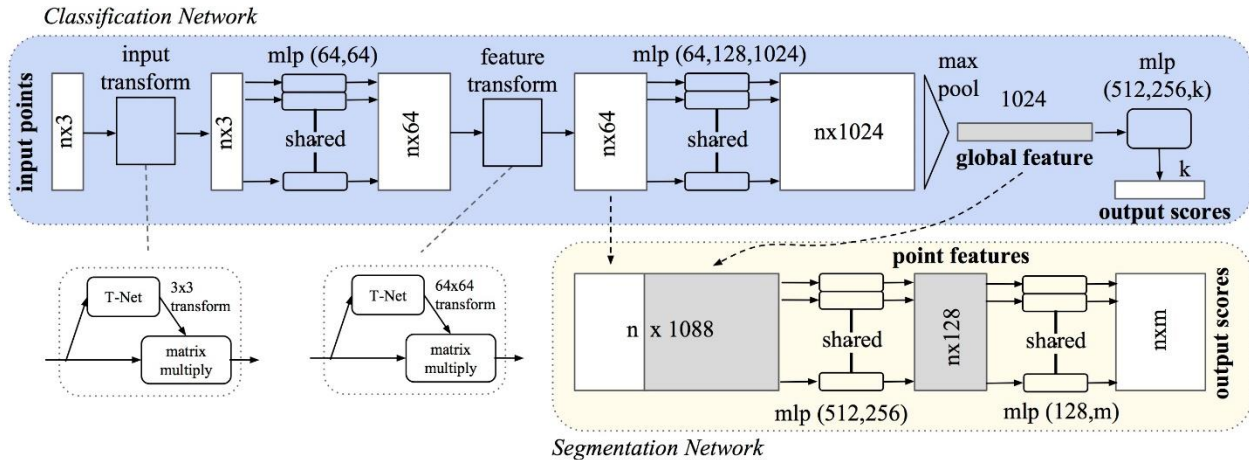 Classification Network
input points
nx3
input
transform
nx3
mlp (64,64)
shared
nx64
feature
transform
nx64
mlp (64,128,1024)
shared
nx1024
max
pool
1024
global feature
mlp
(512,256,k)
k
output scores
T-Net
3x3
transform
matrix
multiply
T-Net
64x64
transform
matrix
multiply
point features
n x 1088
shared
mlp (512,256)
nx128
shared
mlp (128,m)
nxm
output scores
Segmentation Network